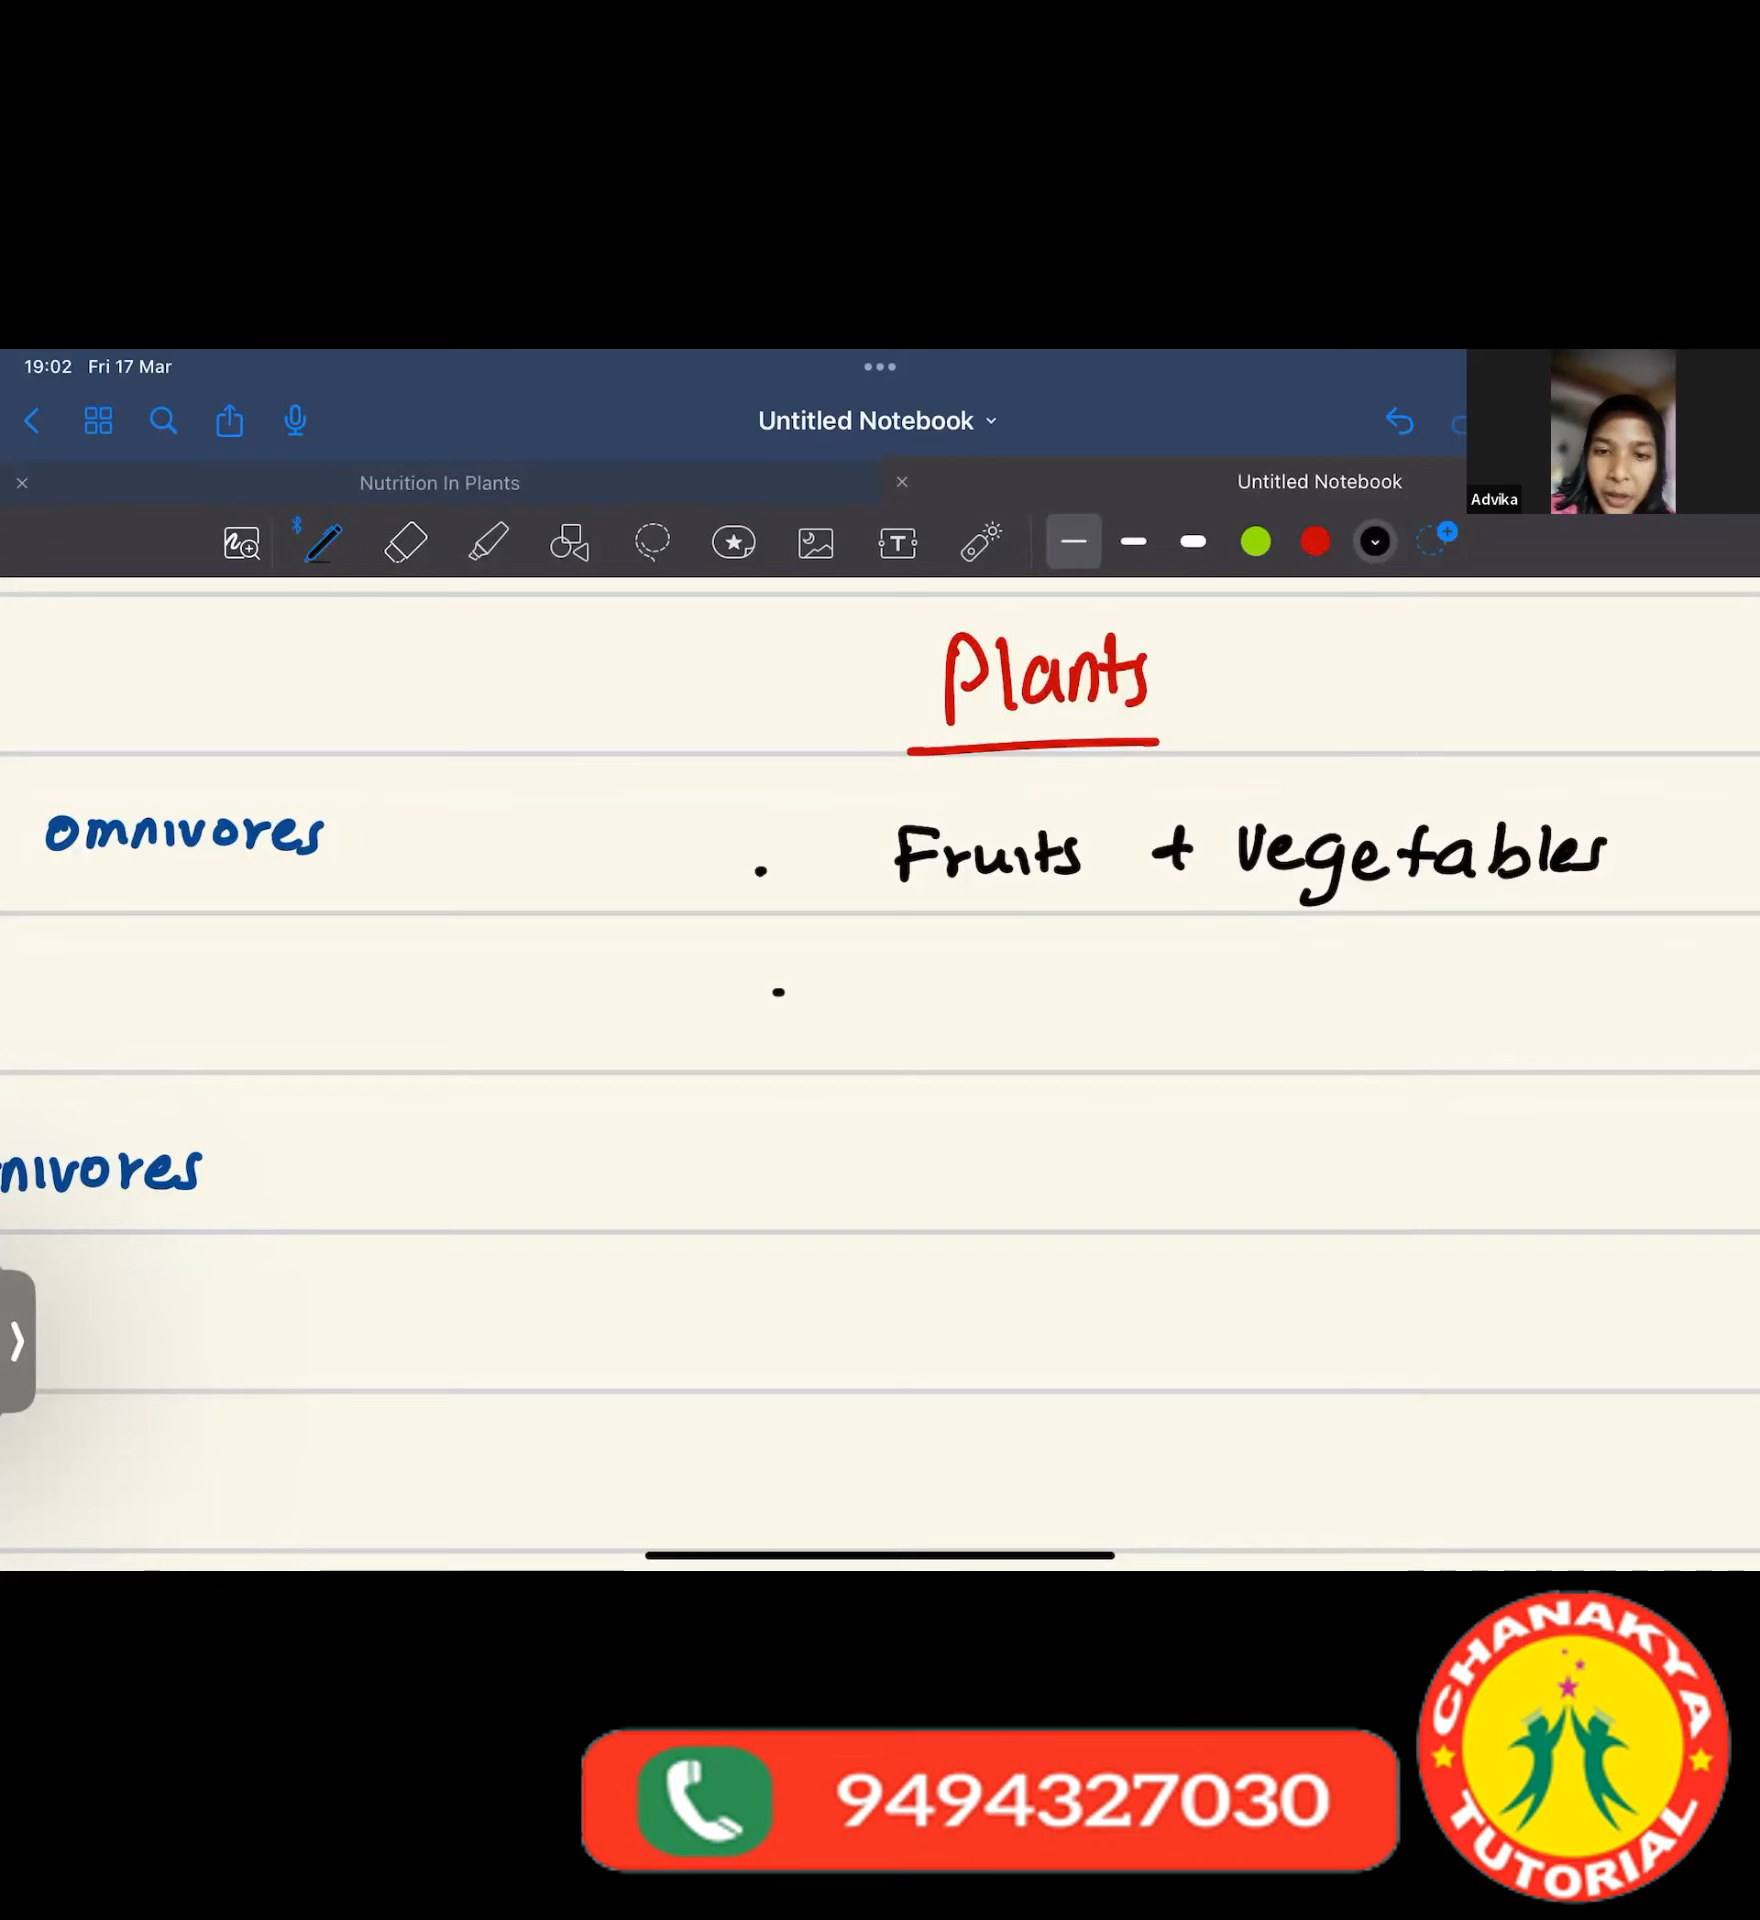 19:02 Fri 17 Mar
Untitled Notebook
Nutrition In Plants
Untitled Notebook
Advika
T
Plants
omnivores
. Fruits + Vegetables
.
nivores
9494327030
CHANAKYA
TUTORIAL